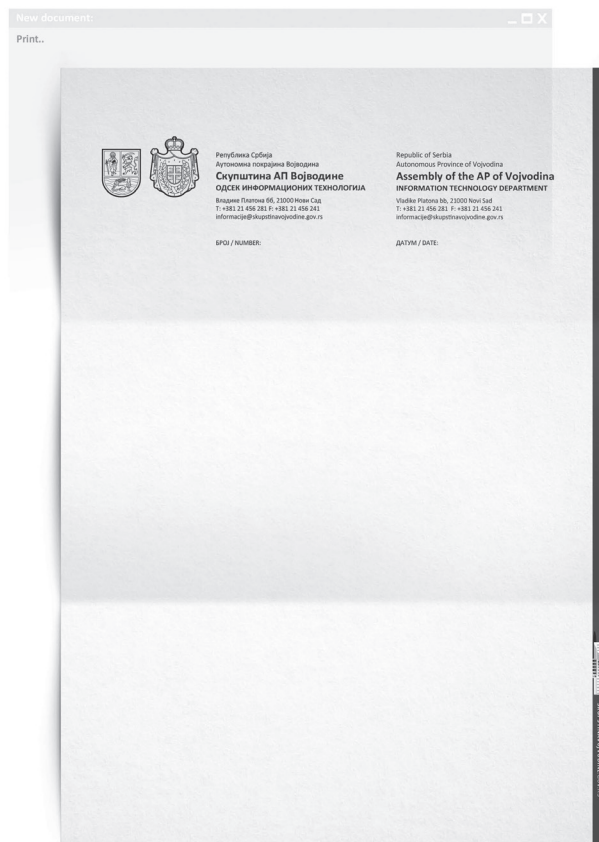 New document:
Print..
Република Србија
Аутономна покрајина Војводина
Скупштина АП Војводине
ОДСЕК ИНФОРМАЦИОНИХ ТЕХНОЛОГИЈА
Владике Платона бб, 21000 Нови Сад
Т: +381 21 456 281 F: +381 21 456 241
informacije@skupstinavojvodine.gov.rs
БРОЈ / NUMBER:
Republic of Serbia
Autonomous Province of Vojvodina
Assembly of the AP of Vojvodina
INFORMATION TECHNOLOGY DEPARTMENT
Vladike Platona bb, 21000 Novi Sad
T: +381 21 456 281 F: +381 21 456 241
informacije@skupstinavojvodine.gov.rs
ДАТУМ / DATE: